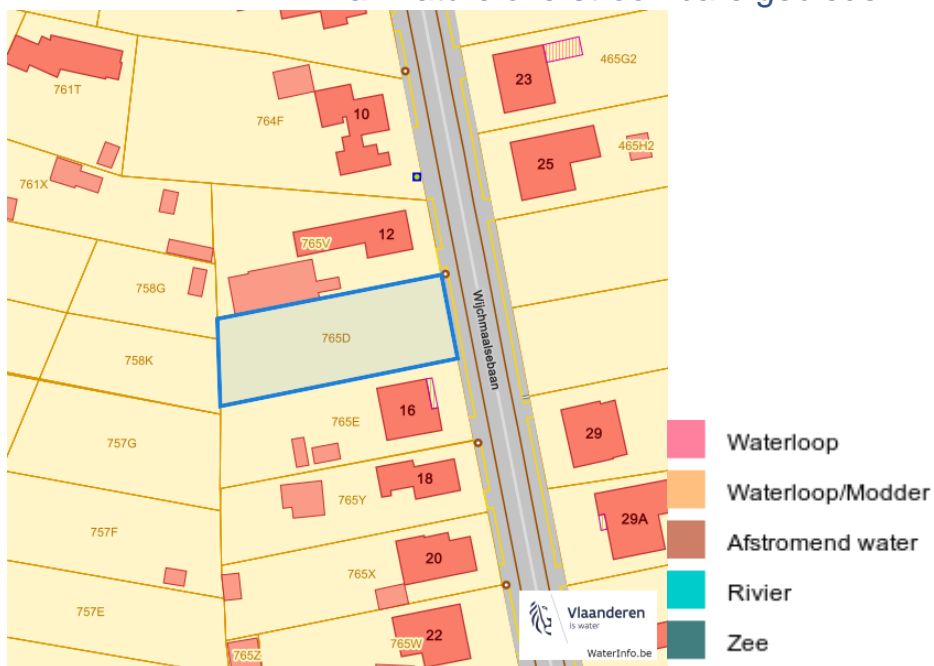 23
465G2
761T
10
764F
25
465H2
761X
12
765V
758G
Wijchmaalsebaan
765D
758K
16
765E
29
757G
18
765Y
29A
757F
20
765X
757E
22
765W
765Z
Vlaanderen
is water
WaterInfo.be
Waterloop
Waterloop/Modder
Afstromend water
Rivier
Zee